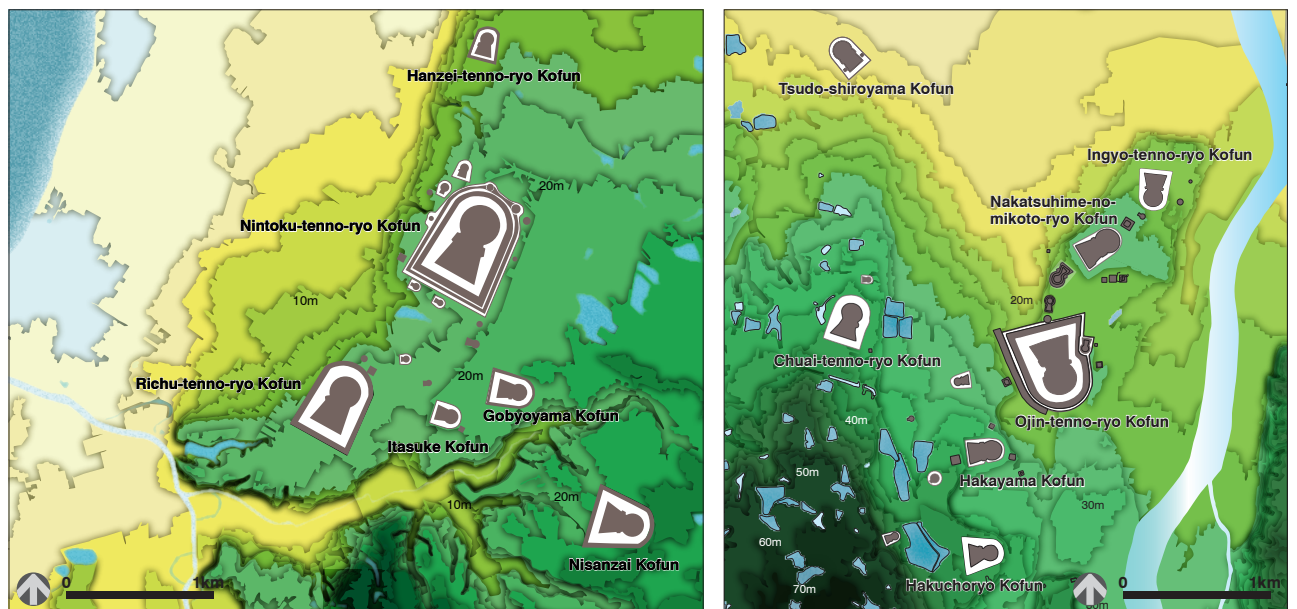 Hanzei-tenno-ryo Kofun
20m
Nintoku-tenno-ryo Kofun
10m
20m
Richu-tenno-ryo Kofun
Gobyoyama Kofun
Itasuke Kofun
20m
10m
Nisanzai Kofun
0
1km
Tsudo-shiroyama Kofun
Ingyo-tenno-ryo Kofun
Nakatsuhime-no-
mikoto-ryo Kofun
20m
Chuai-tenno-ryo Kofun
40m
Ojin-tenno-ryo Kofun
50m
Hakayama Kofun
30m
60m
Hakuchoryo Kofun
70m
0
1km